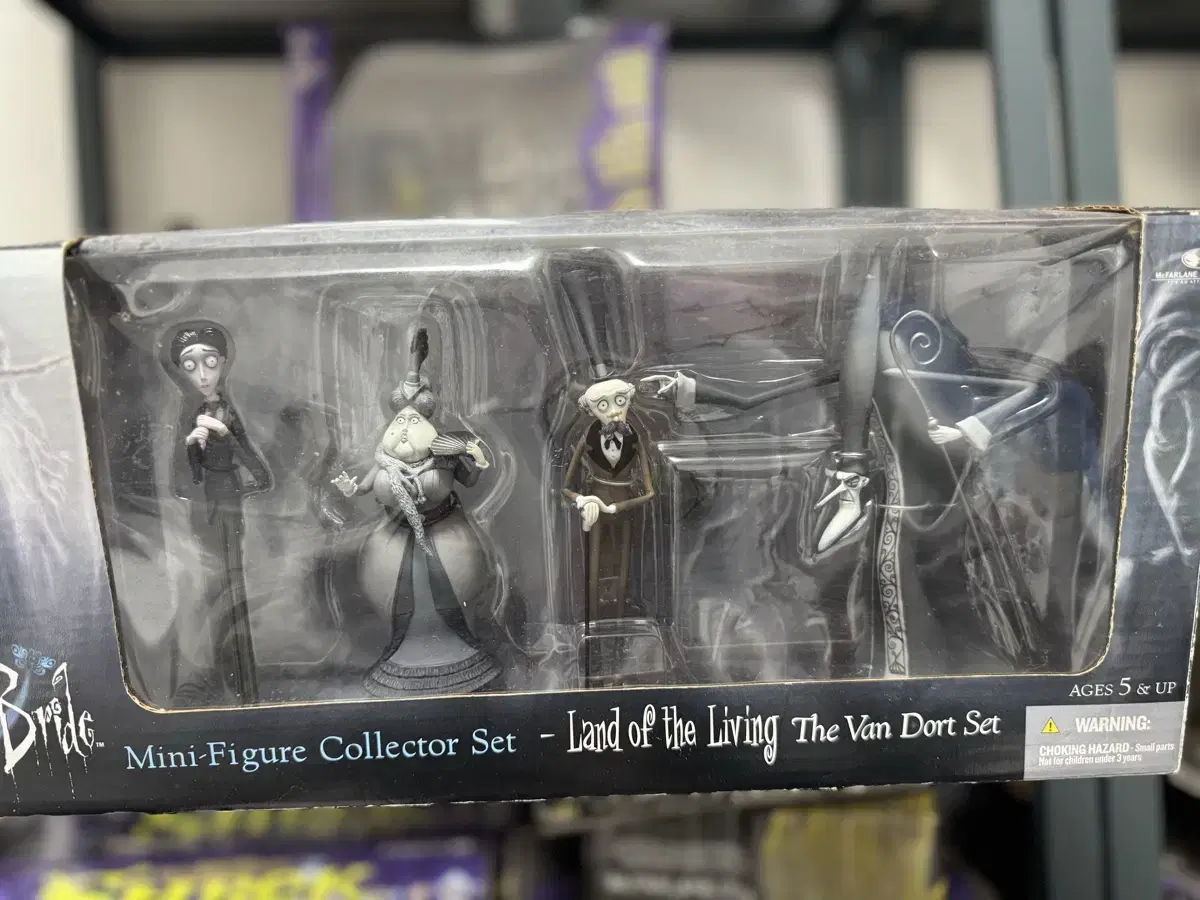 McFARLANE
AGES 5 & UP
Bride™
Mini-Figure Collector Set - Land of the Living The Van Dort Set
⚠ WARNING:
CHOKING HAZARD - Small parts
Not for children under 3 years